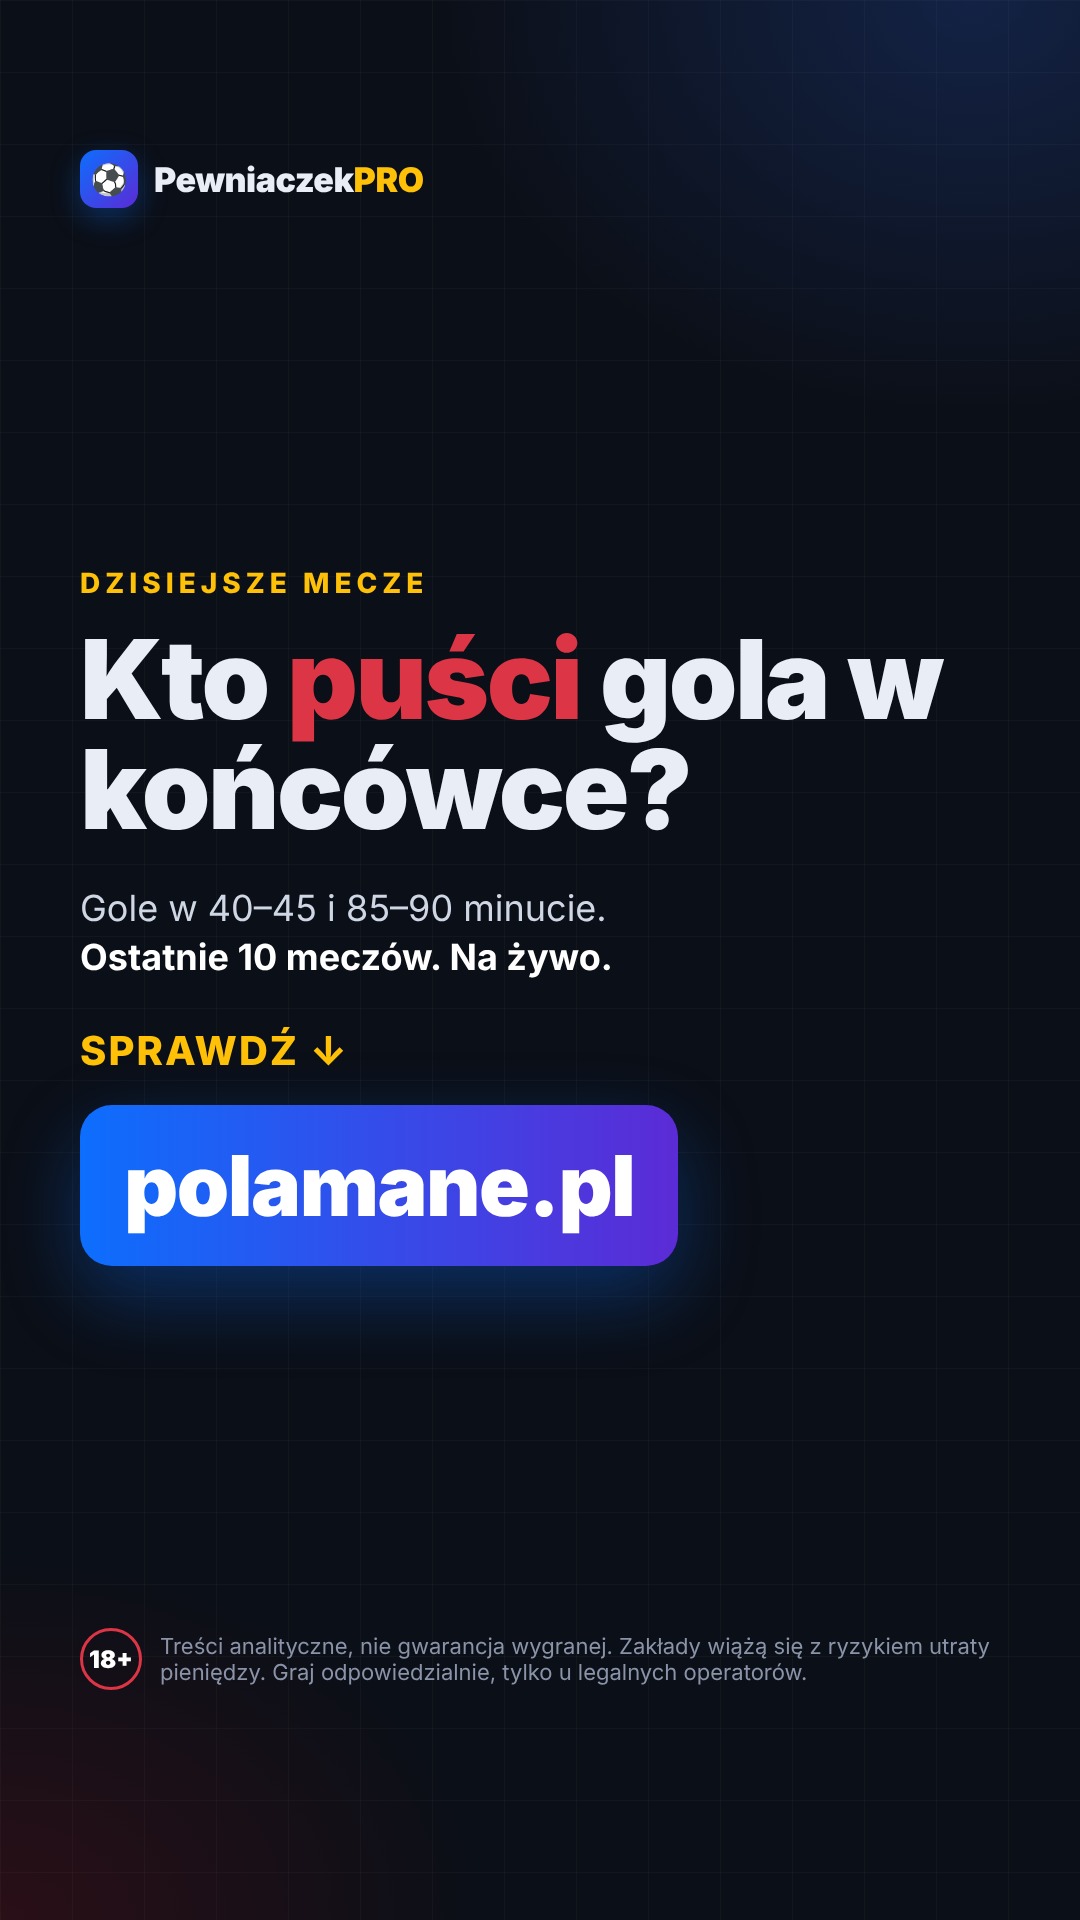 PewniaczekPRO
DZISIEJSZE MECZE
Kto puści gola w
końcówce?
Gole w 40–45 i 85–90 minucie.
Ostatnie 10 meczów. Na żywo.
SPRAWDŹ ↓
polamane.pl
18+
Treści analityczne, nie gwarancja wygranej. Zakłady wiążą się z ryzykiem utraty
pieniędzy. Graj odpowiedzialnie, tylko u legalnych operatorów.